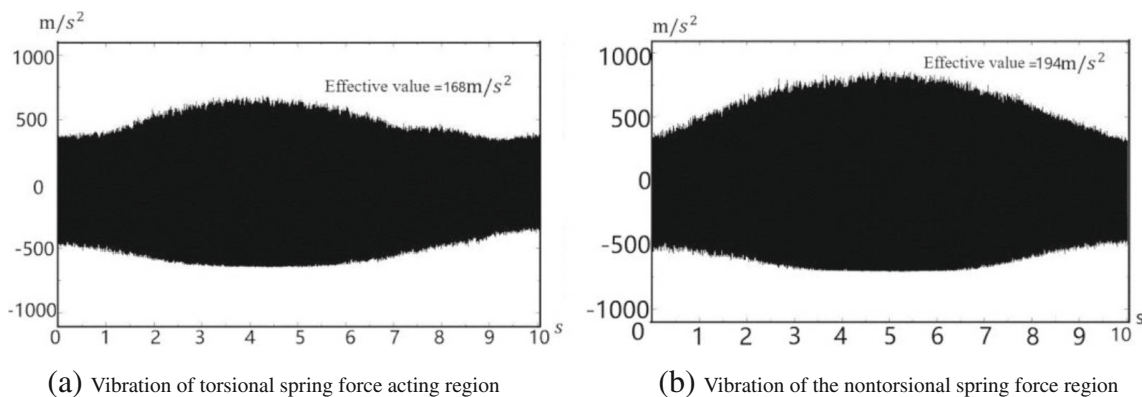 m/s²
1000
500
0
-500
-1000
Effective value =168m/s²
0 1 2 3 4 5 6 7 8 9 10 s
(a) Vibration of torsional spring force acting region
m/s²
1000
500
0
-500
-1000
Effective value =194m/s²
0 1 2 3 4 5 6 7 8 9 10 s
(b) Vibration of the nontorsional spring force region